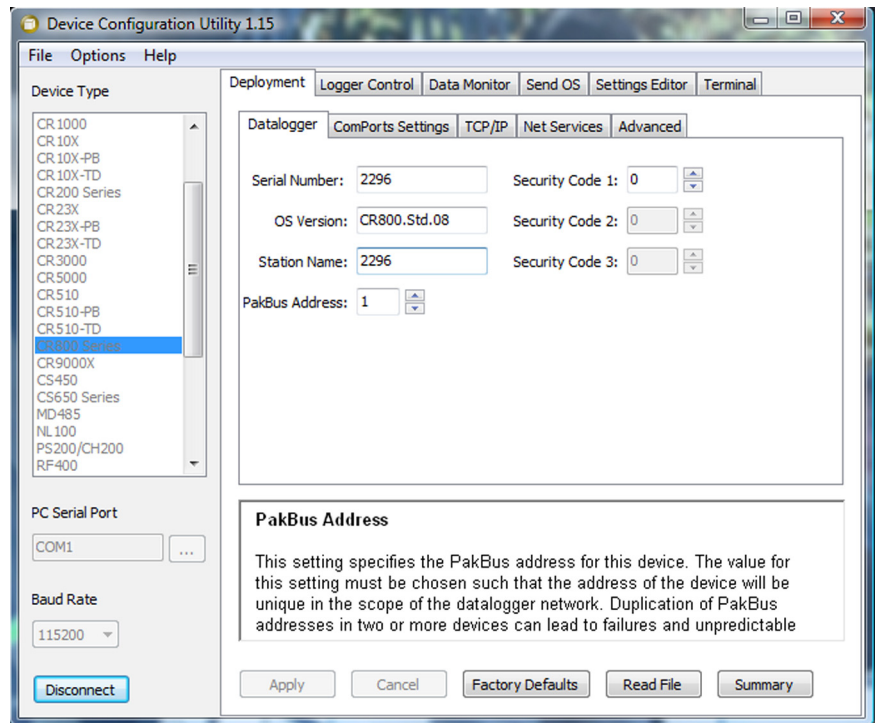 Device Configuration Utility 1.15
File Options Help
Device Type
CR1000
CR10X
CR10X-PB
CR10X-TD
CR200 Series
CR23X
CR23X-PB
CR23X-TD
CR3000
CR5000
CR510
CR510-PB
CR510-TD
CR800 Series
CR9000X
CS450
CS650 Series
MD485
NL100
PS200/CH200
RF400
PC Serial Port
COM1
...
Baud Rate
115200
Disconnect
Deployment Logger Control Data Monitor Send OS Settings Editor Terminal
Datalogger ComPorts Settings TCP/IP Net Services Advanced
Serial Number: 2296 Security Code 1: 0
OS Version: CR800.Std.08 Security Code 2: 0
Station Name: 2296 Security Code 3: 0
PakBus Address: 1
PakBus Address
This setting specifies the PakBus address for this device. The value for
this setting must be chosen such that the address of the device will be
unique in the scope of the datalogger network. Duplication of PakBus
addresses in two or more devices can lead to failures and unpredictable
Apply Cancel Factory Defaults Read File Summary